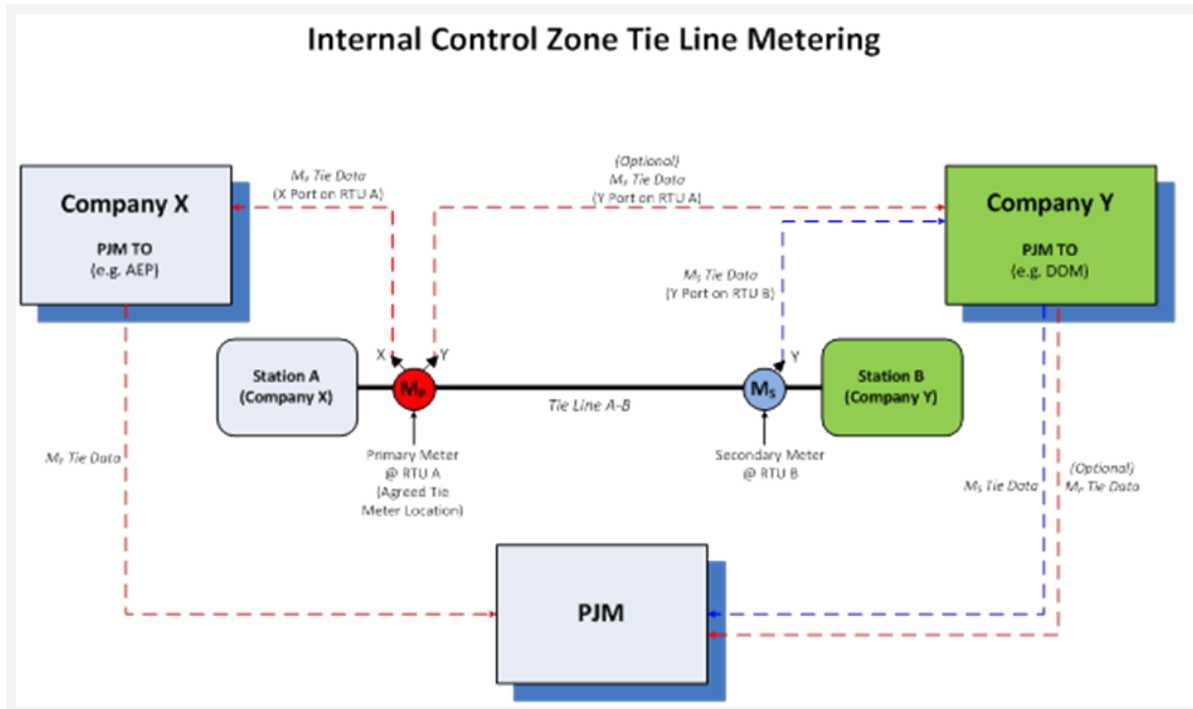 Internal Control Zone Tie Line Metering
Company X
PJM TO
(e.g. AEP)
Mₚ Tie Data
(X Port on RTU A)
(Optional)
Mₚ Tie Data
(Y Port on RTU A)
Company Y
PJM TO
(e.g. DOM)
Mₛ Tie Data
(Y Port on RTU B)
Station A
(Company X)
X
Y
Mₚ
Tie Line A-B
Y
Mₛ
Station B
(Company Y)
Primary Meter
@ RTU A
(Agreed Tie
Meter Location)
Secondary Meter
@ RTU B
Mₚ Tie Data
Mₛ Tie Data
(Optional)
Mₚ Tie Data
PJM